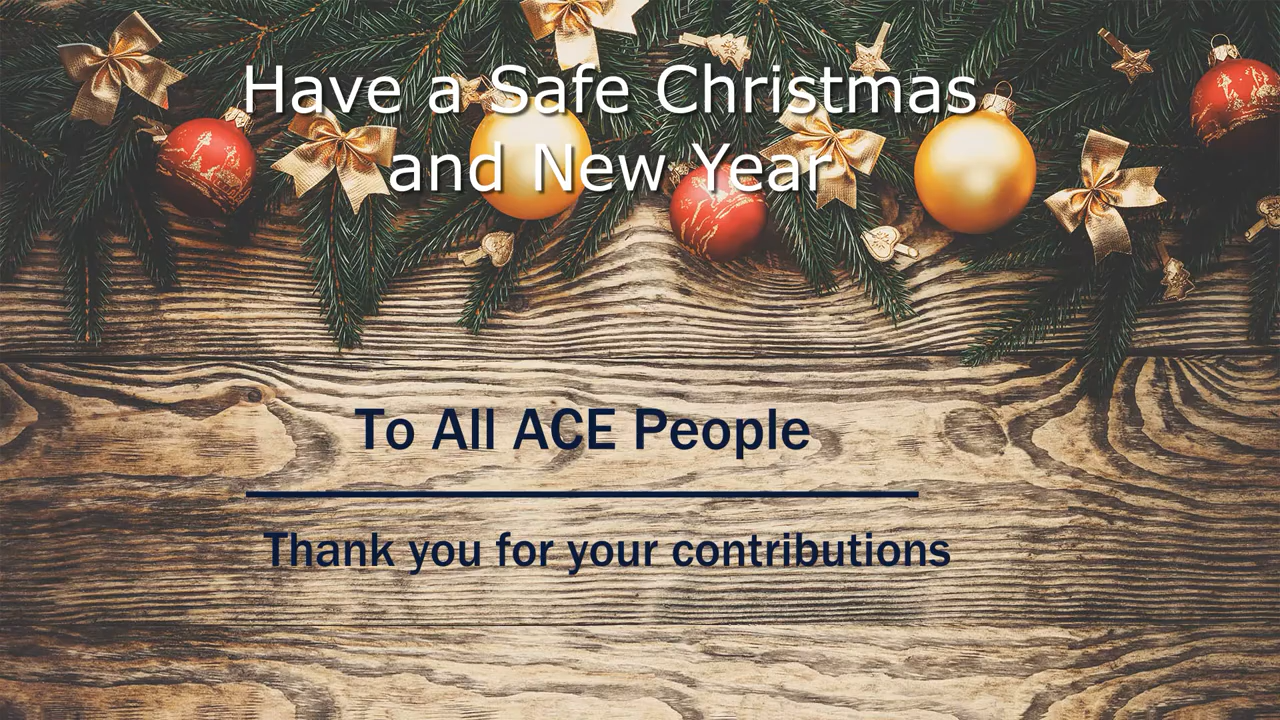 Have a Safe Christmas
and New Year
To All ACE People
Thank you for your contributions